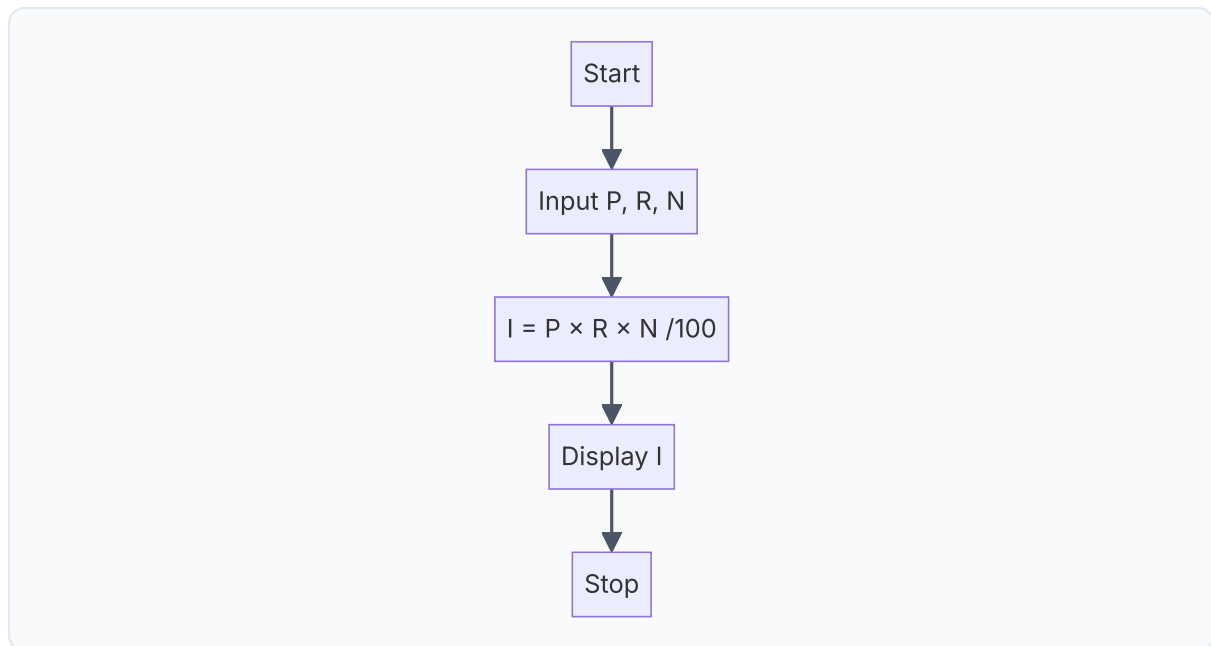 Start
Input P, R, N
I = P × R × N /100
Display I
Stop